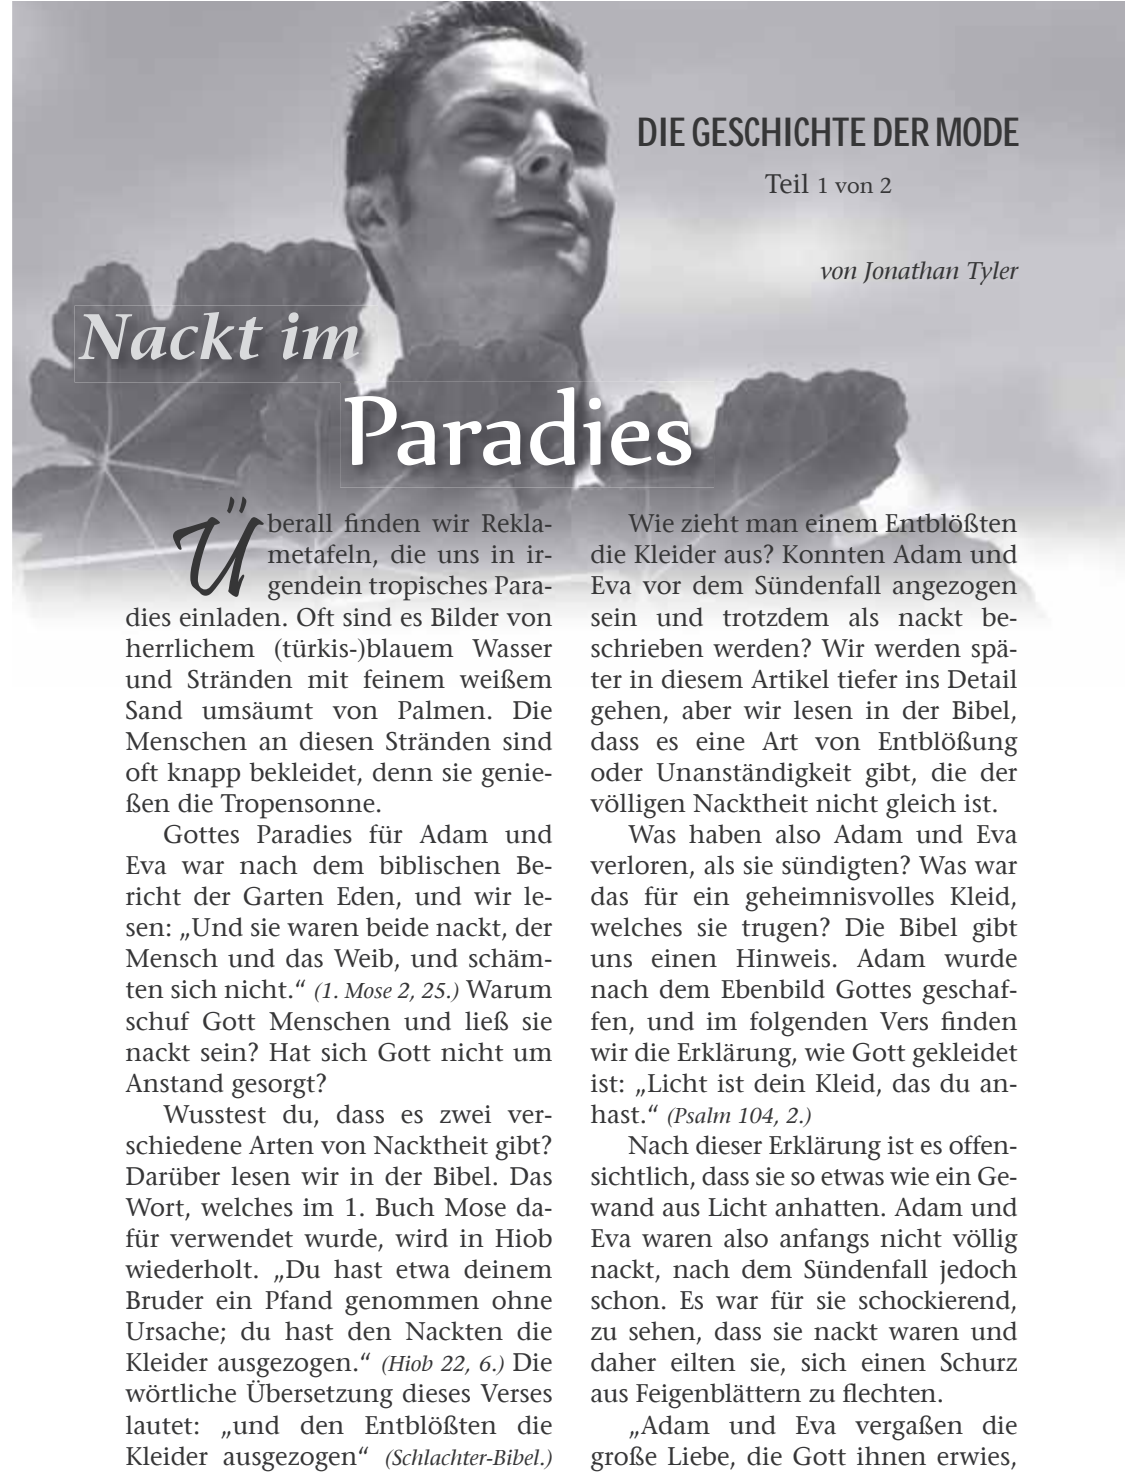 DIE GESCHICHTE DER MODE
Teil 1 von 2
von Jonathan Tyler
Nackt im
Paradies
Überall finden wir Rekla-
metafeln, die uns in ir-
gendein tropisches Para-
dies einladen. Oft sind es Bilder von
herrlichem (türkis-)blauem Wasser
und Stränden mit feinem weißem
Sand umsäumt von Palmen. Die
Menschen an diesen Stränden sind
oft knapp bekleidet, denn sie genie-
ßen die Tropensonne.
Gottes Paradies für Adam und
Eva war nach dem biblischen Be-
richt der Garten Eden, und wir le-
sen: „Und sie waren beide nackt, der
Mensch und das Weib, und schäm-
ten sich nicht.“ (1. Mose 2, 25.) Warum
schuf Gott Menschen und ließ sie
nackt sein? Hat sich Gott nicht um
Anstand gesorgt?
Wusstest du, dass es zwei ver-
schiedene Arten von Nacktheit gibt?
Darüber lesen wir in der Bibel. Das
Wort, welches im 1. Buch Mose da-
für verwendet wurde, wird in Hiob
wiederholt. „Du hast etwa deinem
Bruder ein Pfand genommen ohne
Ursache; du hast den Nackten die
Kleider ausgezogen.“ (Hiob 22, 6.) Die
wörtliche Übersetzung dieses Verses
lautet: „und den Entblößten die
Kleider ausgezogen“ (Schlachter-Bibel.)
Wie zieht man einem Entblößten
die Kleider aus? Konnten Adam und
Eva vor dem Sündenfall angezogen
sein und trotzdem als nackt be-
schrieben werden? Wir werden spä-
ter in diesem Artikel tiefer ins Detail
gehen, aber wir lesen in der Bibel,
dass es eine Art von Entblößung
oder Unanständigkeit gibt, die der
völligen Nacktheit nicht gleich ist.
Was haben also Adam und Eva
verloren, als sie sündigten? Was war
das für ein geheimnisvolles Kleid,
welches sie trugen? Die Bibel gibt
uns einen Hinweis. Adam wurde
nach dem Ebenbild Gottes geschaf-
fen, und im folgenden Vers finden
wir die Erklärung, wie Gott gekleidet
ist: „Licht ist dein Kleid, das du an-
hast.“ (Psalm 104, 2.)
Nach dieser Erklärung ist es offen-
sichtlich, dass sie so etwas wie ein Ge-
wand aus Licht anhatten. Adam und
Eva waren also anfangs nicht völlig
nackt, nach dem Sündenfall jedoch
schon. Es war für sie schockierend,
zu sehen, dass sie nackt waren und
daher eilten sie, sich einen Schurz
aus Feigenblättern zu flechten.
„Adam und Eva vergaßen die
große Liebe, die Gott ihnen erwies,